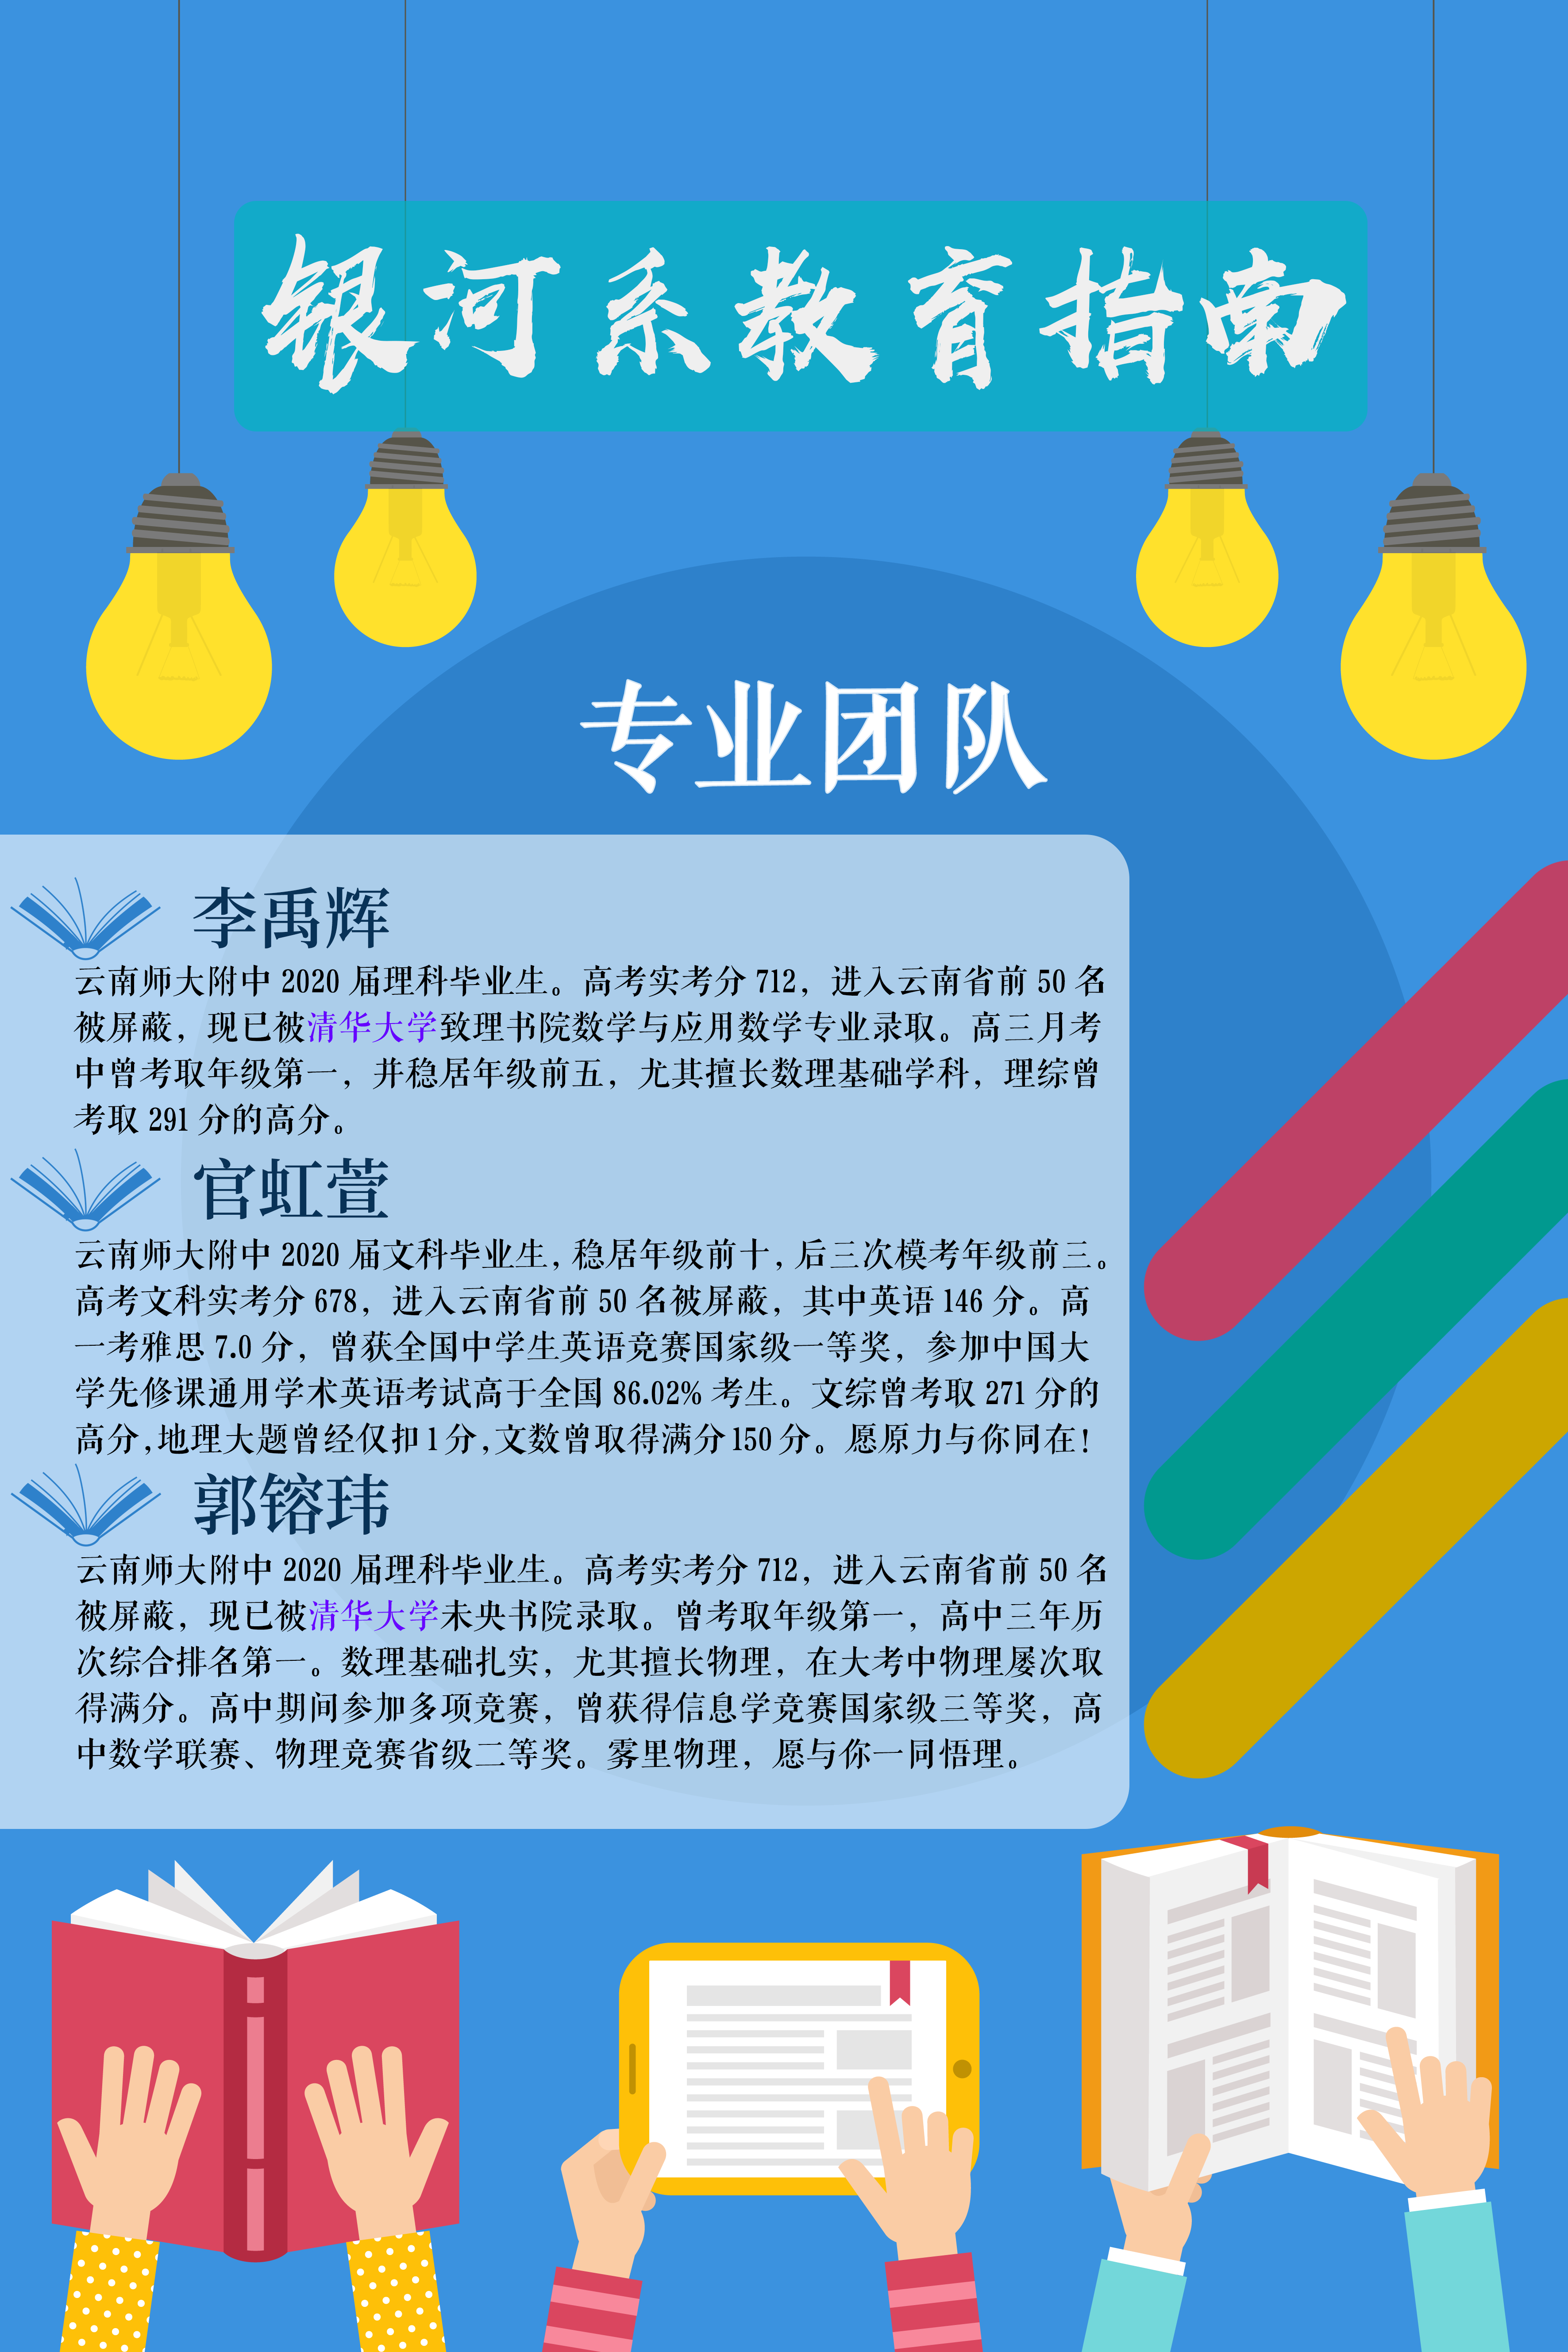 银河系教育指南
专业团队
李禹辉
云南师大附中 2020 届理科毕业生。高考实考分 712，进入云南省前 50 名
被屏蔽，现已被清华大学致理书院数学与应用数学专业录取。高三月考
中曾考取年级第一，并稳居年级前五，尤其擅长数理基础学科，理综曾
考取 291 分的高分。
官虹萱
云南师大附中 2020 届文科毕业生，稳居年级前十，后三次模考年级前三。
高考文科实考分 678，进入云南省前 50 名被屏蔽，其中英语 146 分。高
一考雅思 7.0 分，曾获全国中学生英语竞赛国家级一等奖，参加中国大
学先修课通用学术英语考试高于全国 86.02% 考生。文综曾考取 271 分的
高分，地理大题曾经仅扣 1 分，文数曾取得满分 150 分。愿原力与你同在！
郭镕玮
云南师大附中 2020 届理科毕业生。高考实考分 712，进入云南省前 50 名
被屏蔽，现已被清华大学未央书院录取。曾考取年级第一，高中三年历
次综合排名第一。数理基础扎实，尤其擅长物理，在大考中物理屡次取
得满分。高中期间参加多项竞赛，曾获得信息学竞赛国家级三等奖，高
中数学联赛、物理竞赛省级二等奖。雾里物理，愿与你一同悟理。